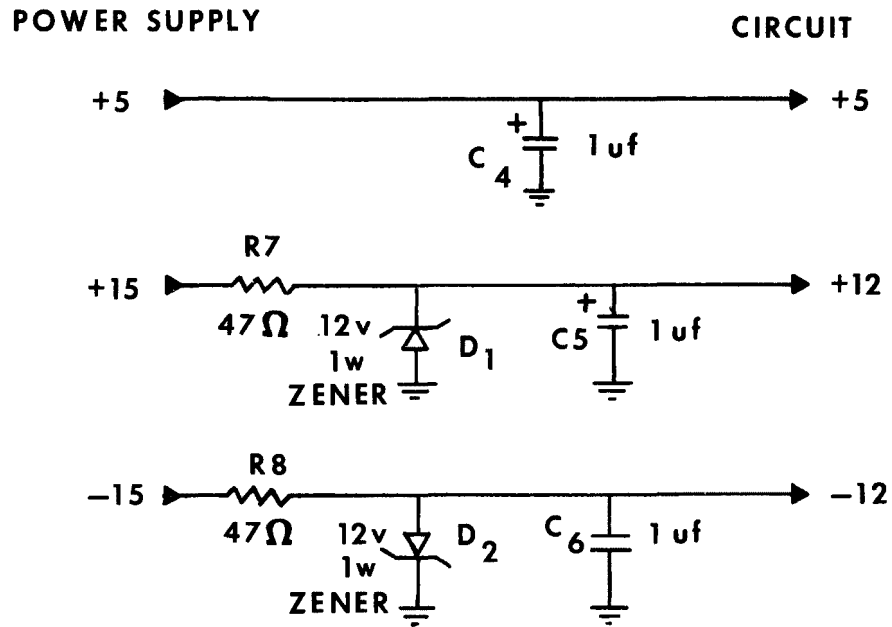 POWER SUPPLY
CIRCUIT
+5
+5
+
C4
1 uf
R7
+15
+12
47Ω
12v
1w
ZENER
D1
+
C5
1 uf
R8
−15
−12
47Ω
12v
1w
ZENER
D2
C6
1 uf